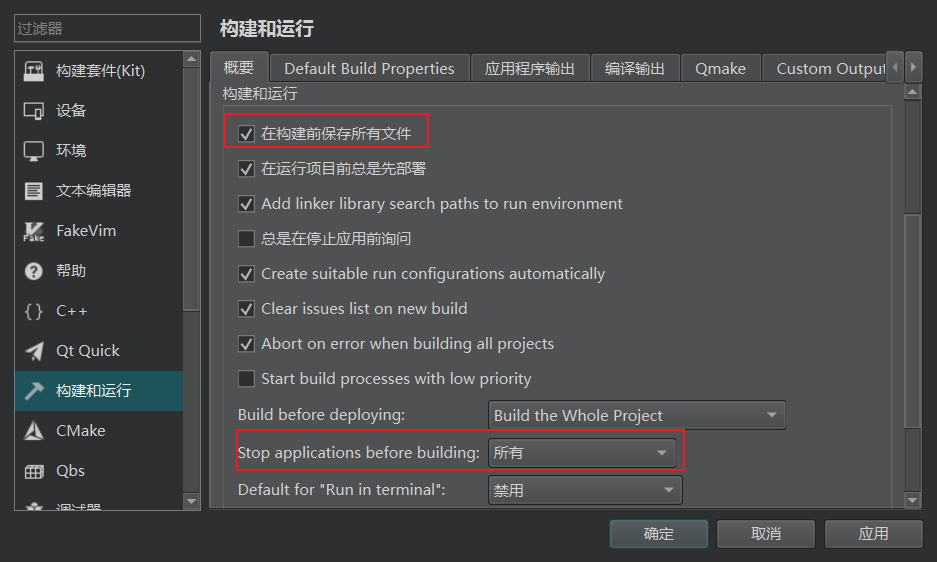 过滤器
构建套件(Kit)
设备
环境
文本编辑器
FakeVim
帮助
C++
Qt Quick
构建和运行
CMake
Qbs
调试器
构建和运行
概要 Default Build Properties 应用程序输出 编译输出 Qmake Custom Output
构建和运行
在构建前保存所有文件
在运行项目前总是先部署
Add linker library search paths to run environment
总是在停止应用前询问
Create suitable run configurations automatically
Clear issues list on new build
Abort on error when building all projects
Start build processes with low priority
Build before deploying: Build the Whole Project
Stop applications before building: 所有
Default for "Run in terminal": 禁用
确定 取消 应用